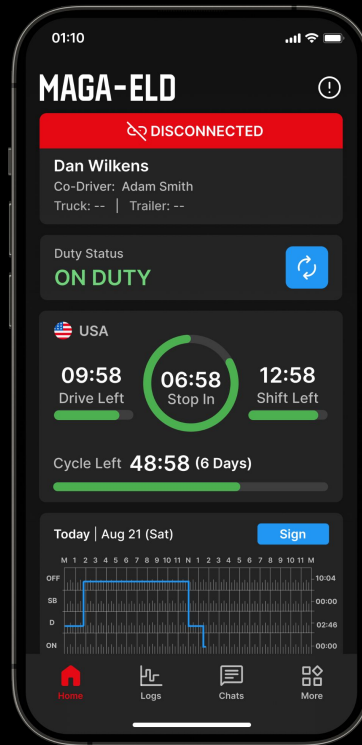 01:10
MAGA-ELD
DISCONNECTED
Dan Wilkens
Co-Driver: Adam Smith
Truck: -- | Trailer: --
Duty Status
ON DUTY
USA
09:58
Drive Left
06:58
Stop In
12:58
Shift Left
Cycle Left 48:58 (6 Days)
Today | Aug 21 (Sat)
Sign
M 1 2 3 4 5 6 7 8 9 10 11 N 1 2 3 4 5 6 7 8 9 10 11 M
OFF 10:04
SB 00:00
D 02:46
ON 00:00
Home
Logs
Chats
More